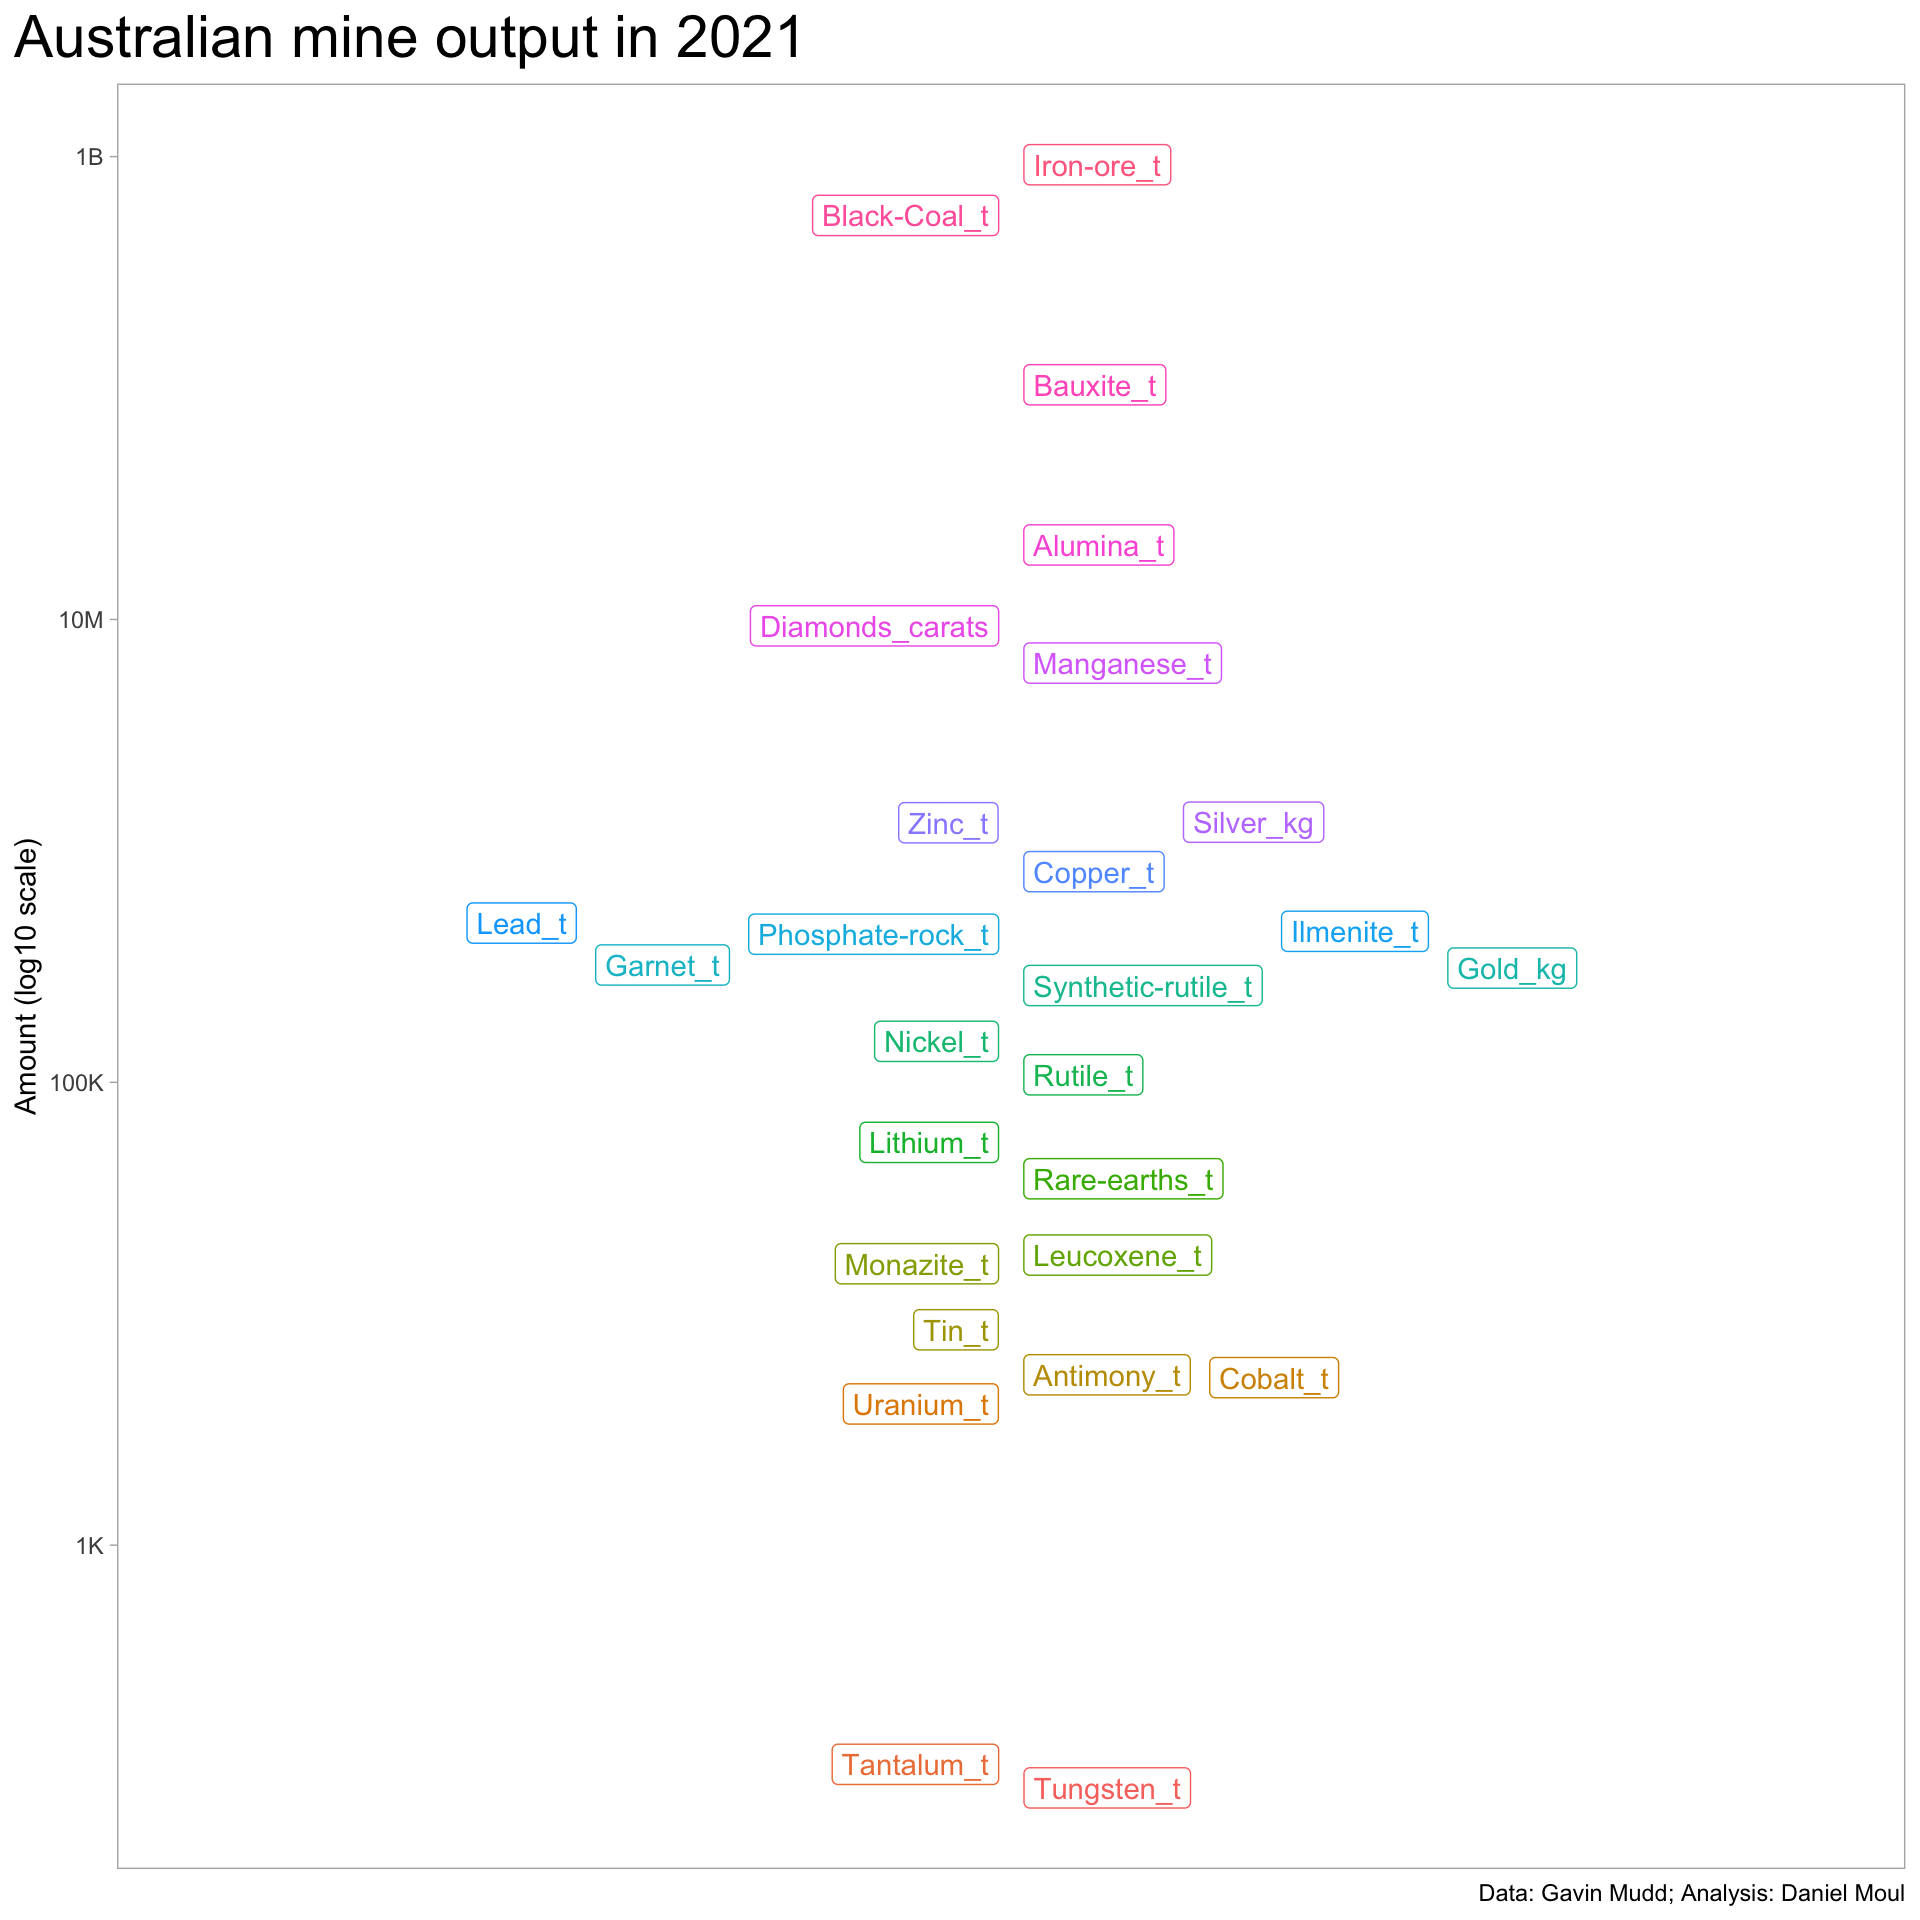 Australian mine output in 2021
1B
Iron-ore_t
Black-Coal_t
Bauxite_t
Alumina_t
10M
Diamonds_carats
Manganese_t
Zinc_t
Silver_kg
Copper_t
Lead_t
Phosphate-rock_t
Ilmenite_t
Garnet_t
Gold_kg
Synthetic-rutile_t
Amount (log10 scale)
Nickel_t
Rutile_t
100K
Lithium_t
Rare-earths_t
Leucoxene_t
Monazite_t
Tin_t
Antimony_t
Cobalt_t
Uranium_t
1K
Tantalum_t
Tungsten_t
Data: Gavin Mudd; Analysis: Daniel Moul